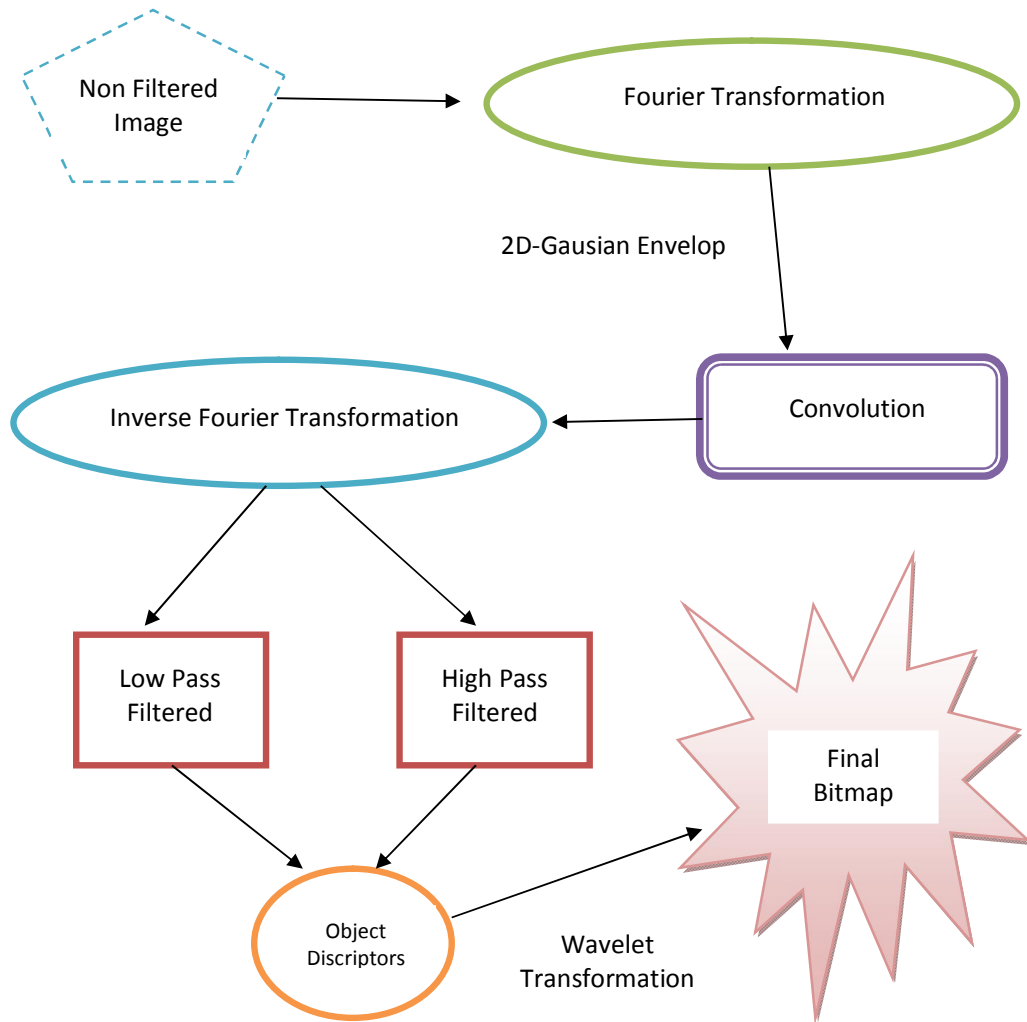 Non Filtered
Image
Fourier Transformation
2D-Gausian Envelop
Convolution
Inverse Fourier Transformation
Low Pass
Filtered
High Pass
Filtered
Final
Bitmap
Object
Discriptors
Wavelet
Transformation